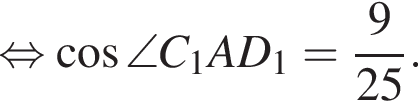 ⇔ cos ∠C₁AD₁ = 9/25.